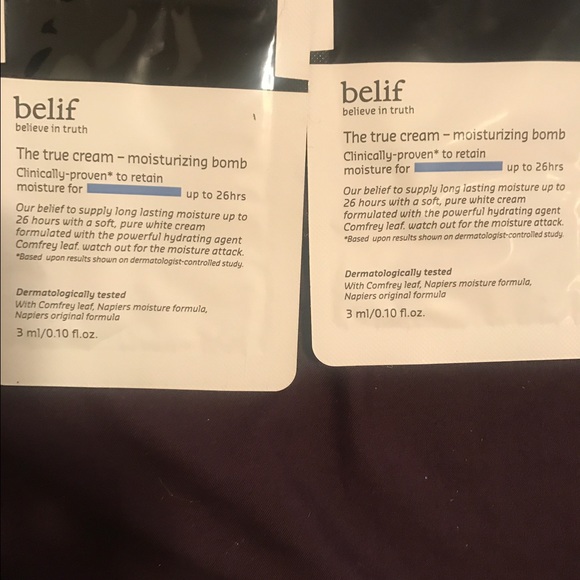 belif
believe in truth
The true cream – moisturizing bomb
Clinically-proven* to retain
moisture for up to 26hrs
Our belief to supply long lasting moisture up to
26 hours with a soft, pure white cream
formulated with the powerful hydrating agent
Comfrey leaf. watch out for the moisture attack.
*Based upon results shown on dermatologist-controlled study.
Dermatologically tested
With Comfrey leaf, Napiers moisture formula,
Napiers original formula
3 ml/0.10 fl.oz.
belif
believe in truth
The true cream – moisturizing bomb
Clinically-proven* to retain
moisture for up to 26hrs
Our belief to supply long lasting moisture up to
26 hours with a soft, pure white cream
formulated with the powerful hydrating agent
Comfrey leaf. watch out for the moisture attack.
*Based upon results shown on dermatologist-controlled study.
Dermatologically tested
With Comfrey leaf, Napiers moisture formula,
Napiers original formula
3 ml/0.10 fl.oz.